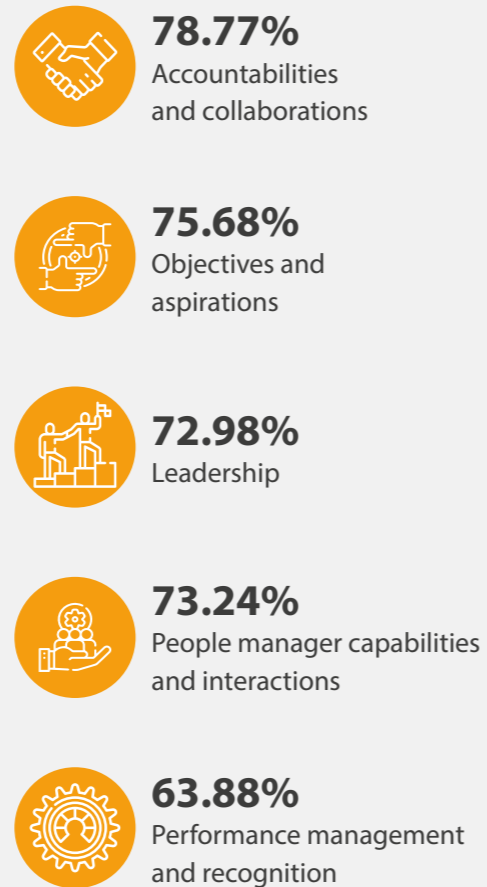 78.77%
Accountabilities
and collaborations
75.68%
Objectives and
aspirations
72.98%
Leadership
73.24%
People manager capabilities
and interactions
63.88%
Performance management
and recognition